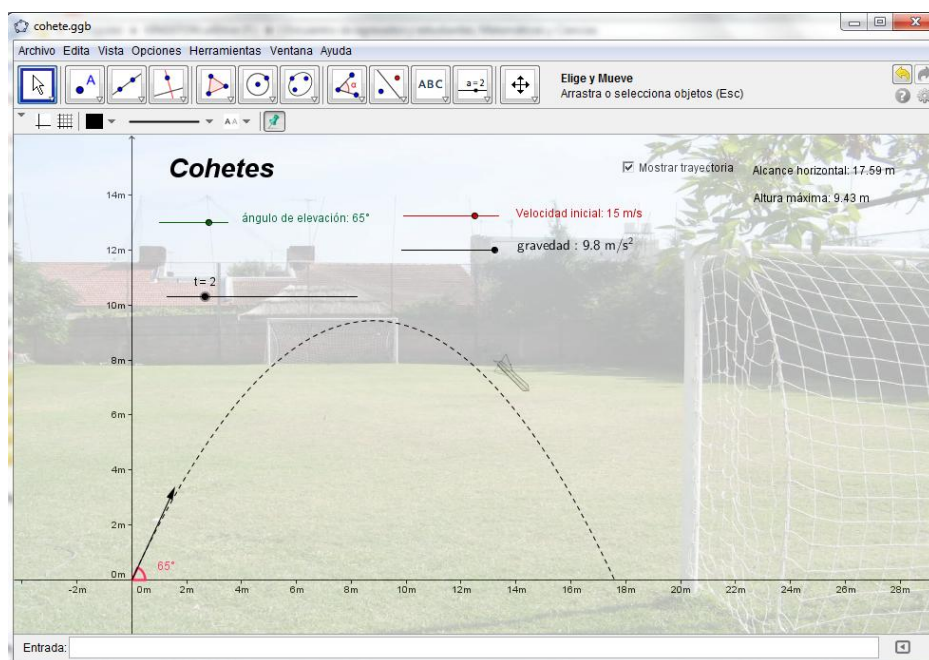 cohete.ggb
Archivo Edita Vista Opciones Herramientas Ventana Ayuda
A
α
ABC
a=2
Elige y Mueve
Arrastra o selecciona objetos (Esc)
AA
Cohetes
Mostrar trayectoria
Alcance horizontal: 17.59 m
Altura máxima: 9.43 m
ángulo de elevación: 65°
Velocidad inicial: 15 m/s
gravedad : 9.8 m/s²
t = 2
14m
12m
10m
8m
6m
4m
2m
0m
65°
-2m 0m 2m 4m 6m 8m 10m 12m 14m 16m 18m 20m 22m 24m 26m 28m
Entrada: